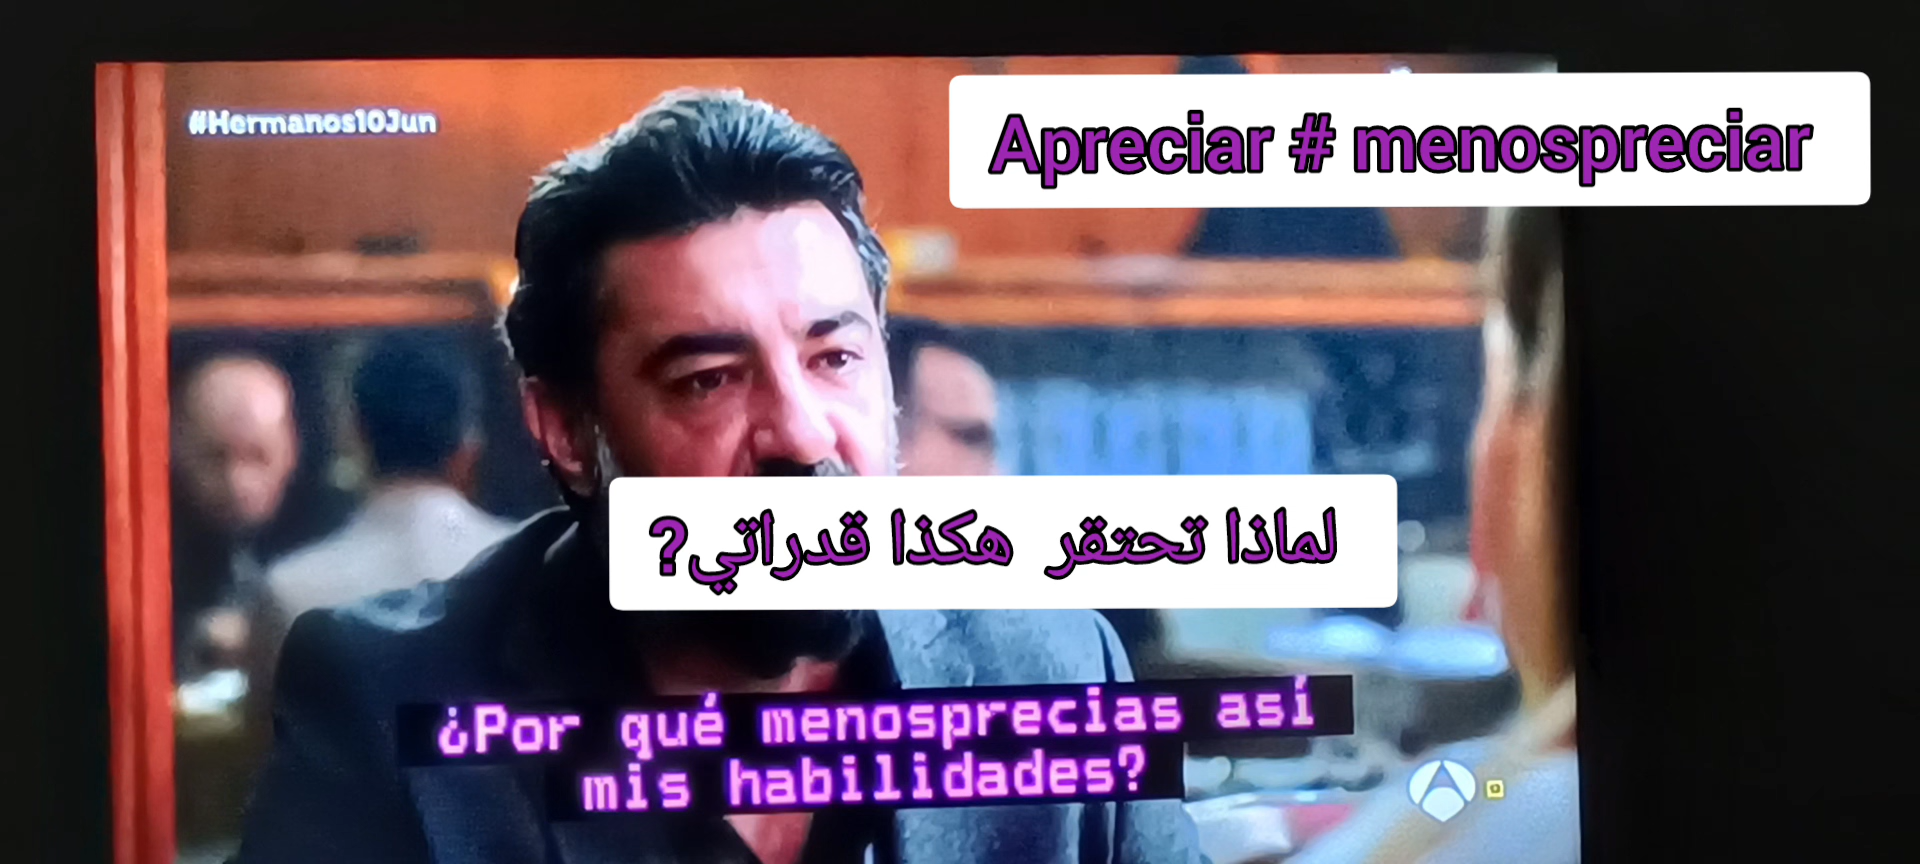 #Hermanos10Jun
Apreciar # menospreciar
لماذا تحتقر هكذا قدراتي?
¿Por qué menosprecias así
mis habilidades?